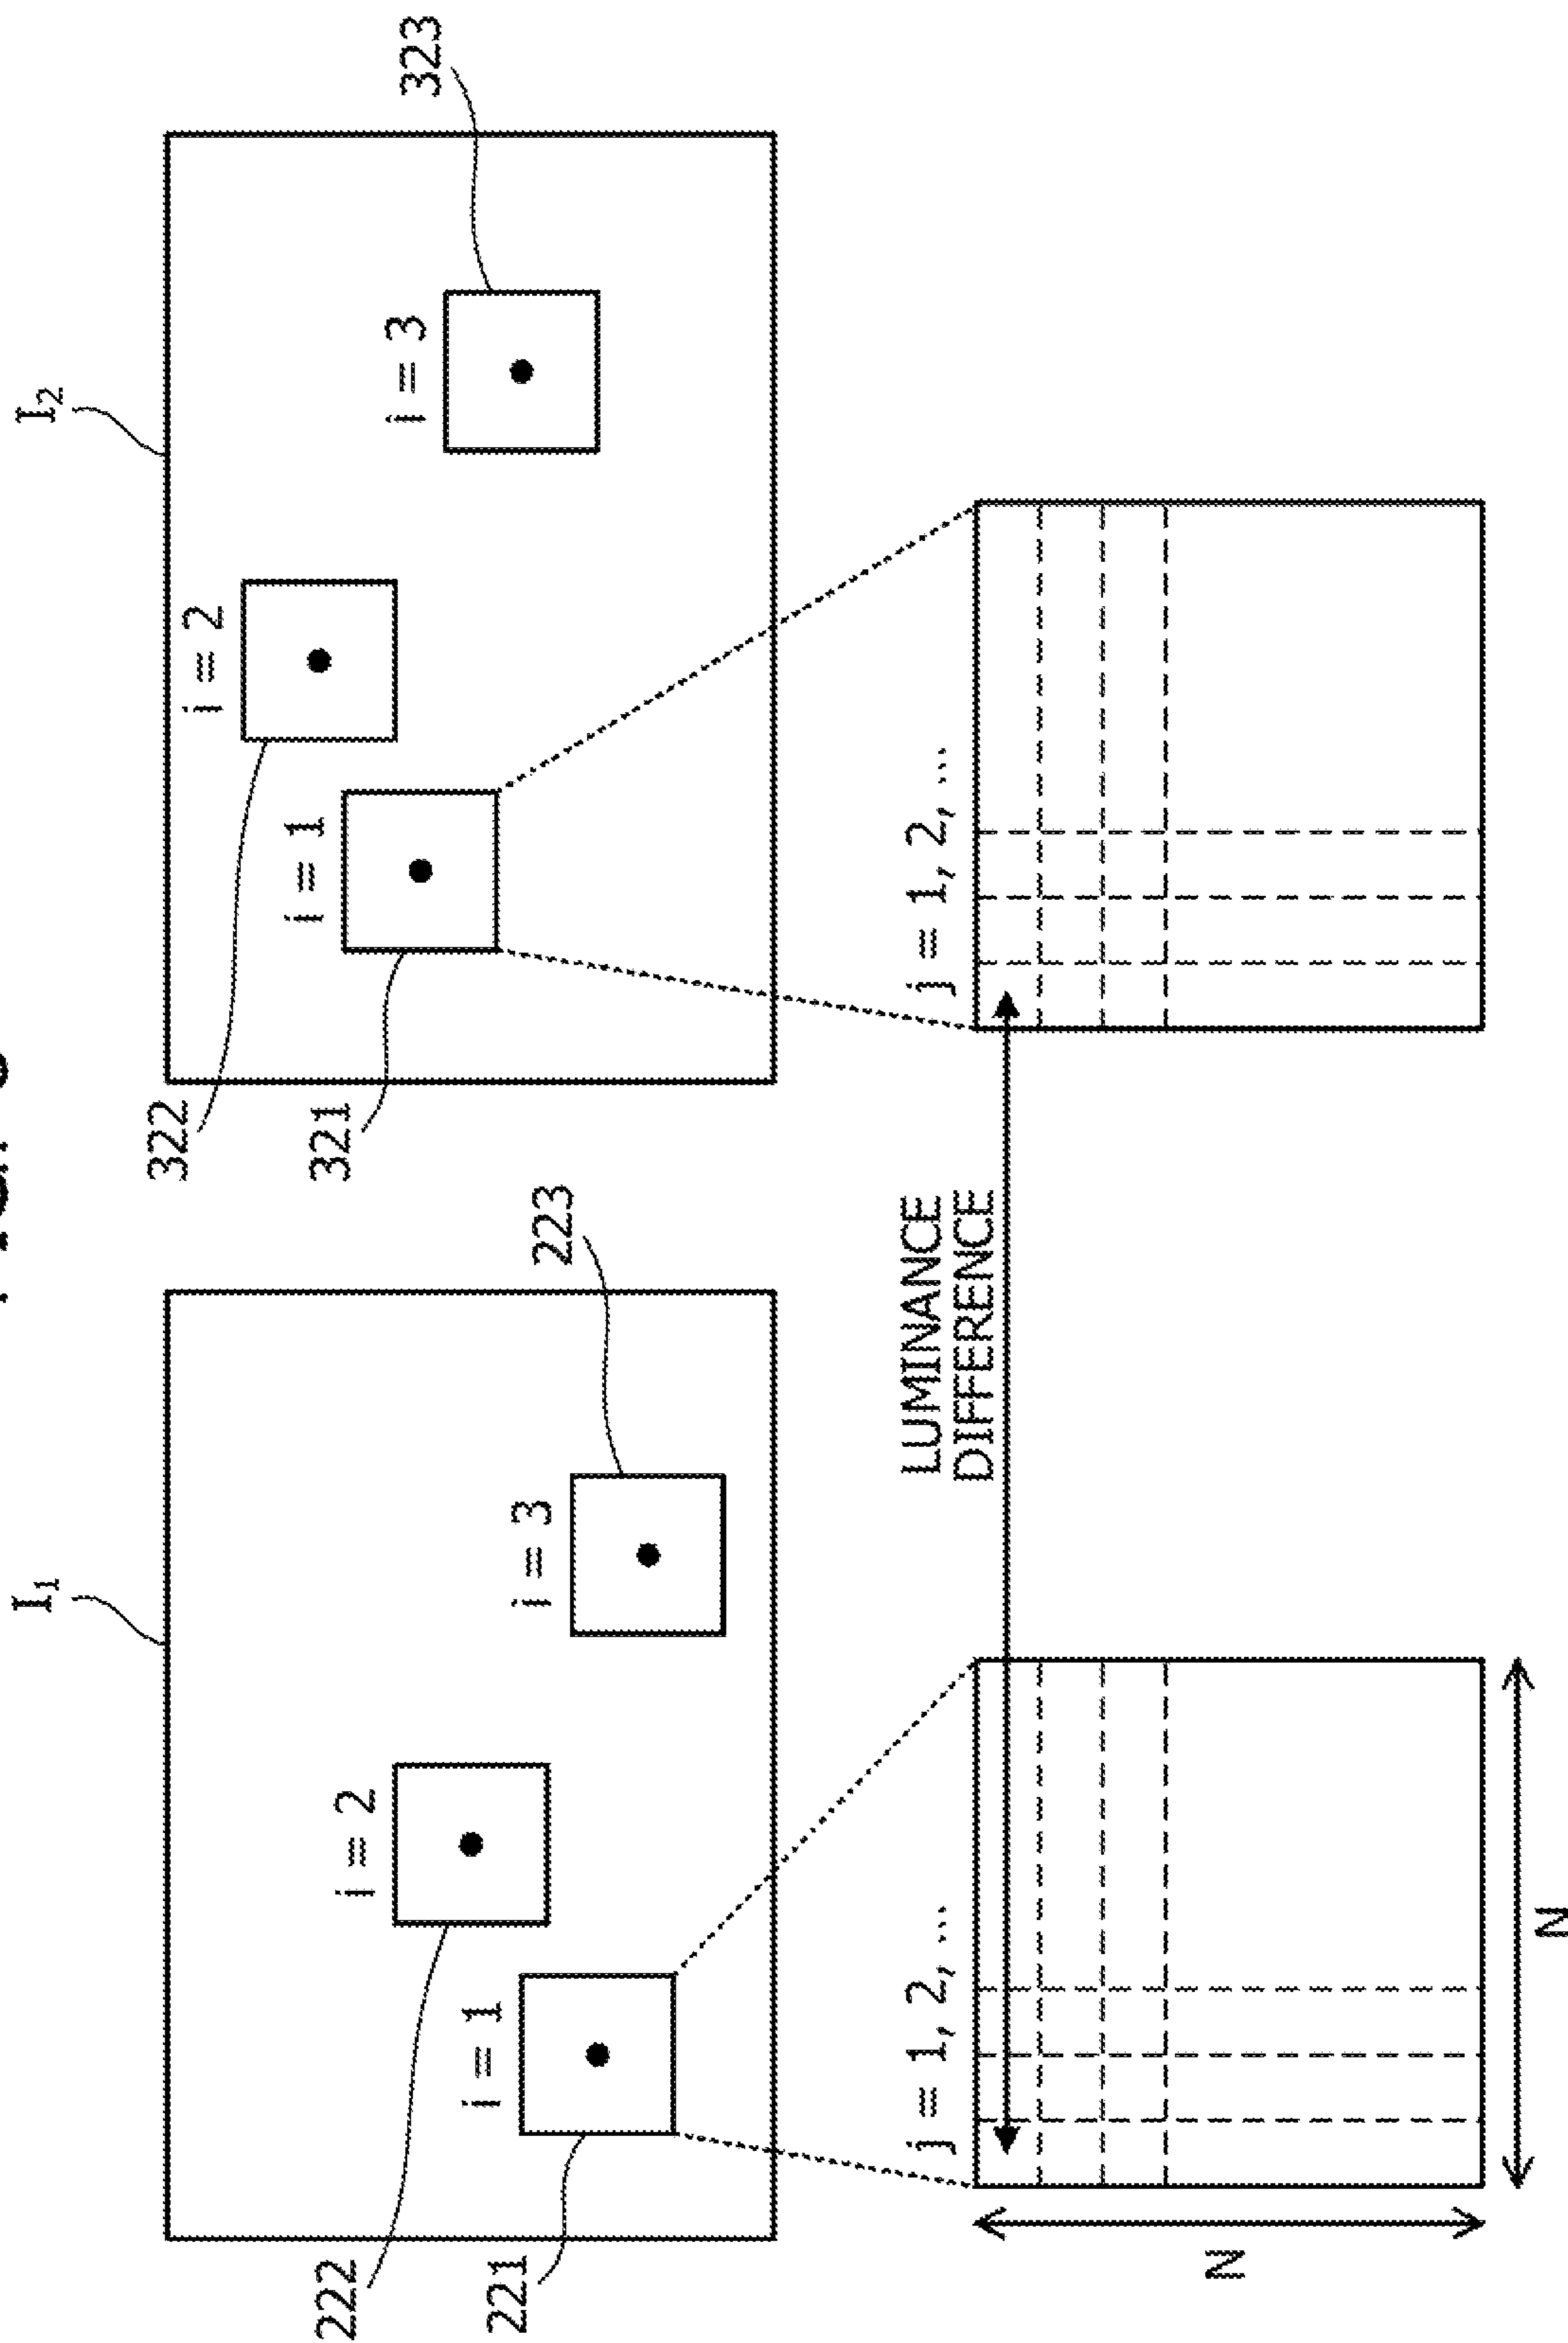 I₁
I₂
222
i = 2
221
i = 1
i = 3
223
322
i = 2
321
i = 1
i = 3
323
j = 1, 2, ...
LUMINANCE
DIFFERENCE
j = 1, 2, ...
N
N